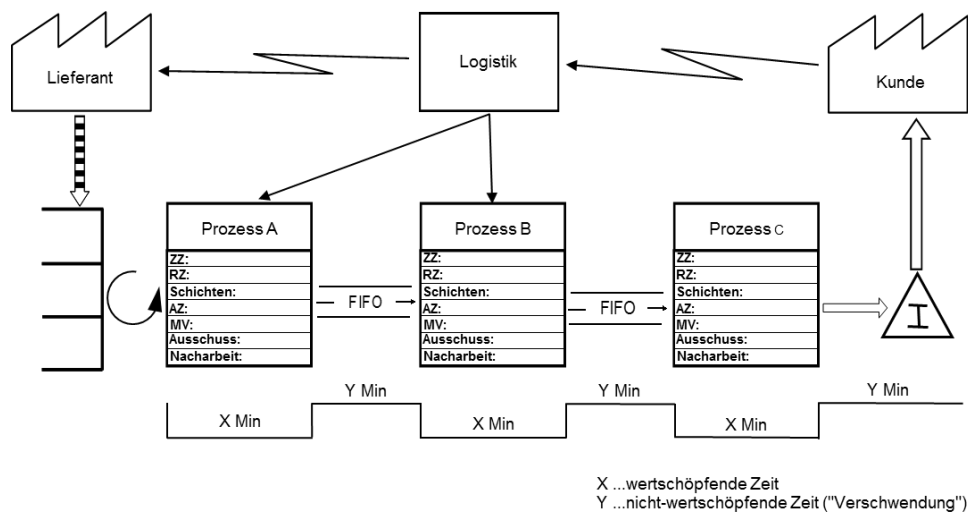 Lieferant
Logistik
Kunde
Prozess A
ZZ:
RZ:
Schichten:
AZ:
MV:
Ausschuss:
Nacharbeit:
FIFO
Prozess B
ZZ:
RZ:
Schichten:
AZ:
MV:
Ausschuss:
Nacharbeit:
FIFO
Prozess C
ZZ:
RZ:
Schichten:
AZ:
MV:
Ausschuss:
Nacharbeit:
I
X Min
Y Min
X Min
Y Min
X Min
Y Min
X ...wertschöpfende Zeit
Y ...nicht-wertschöpfende Zeit ("Verschwendung")